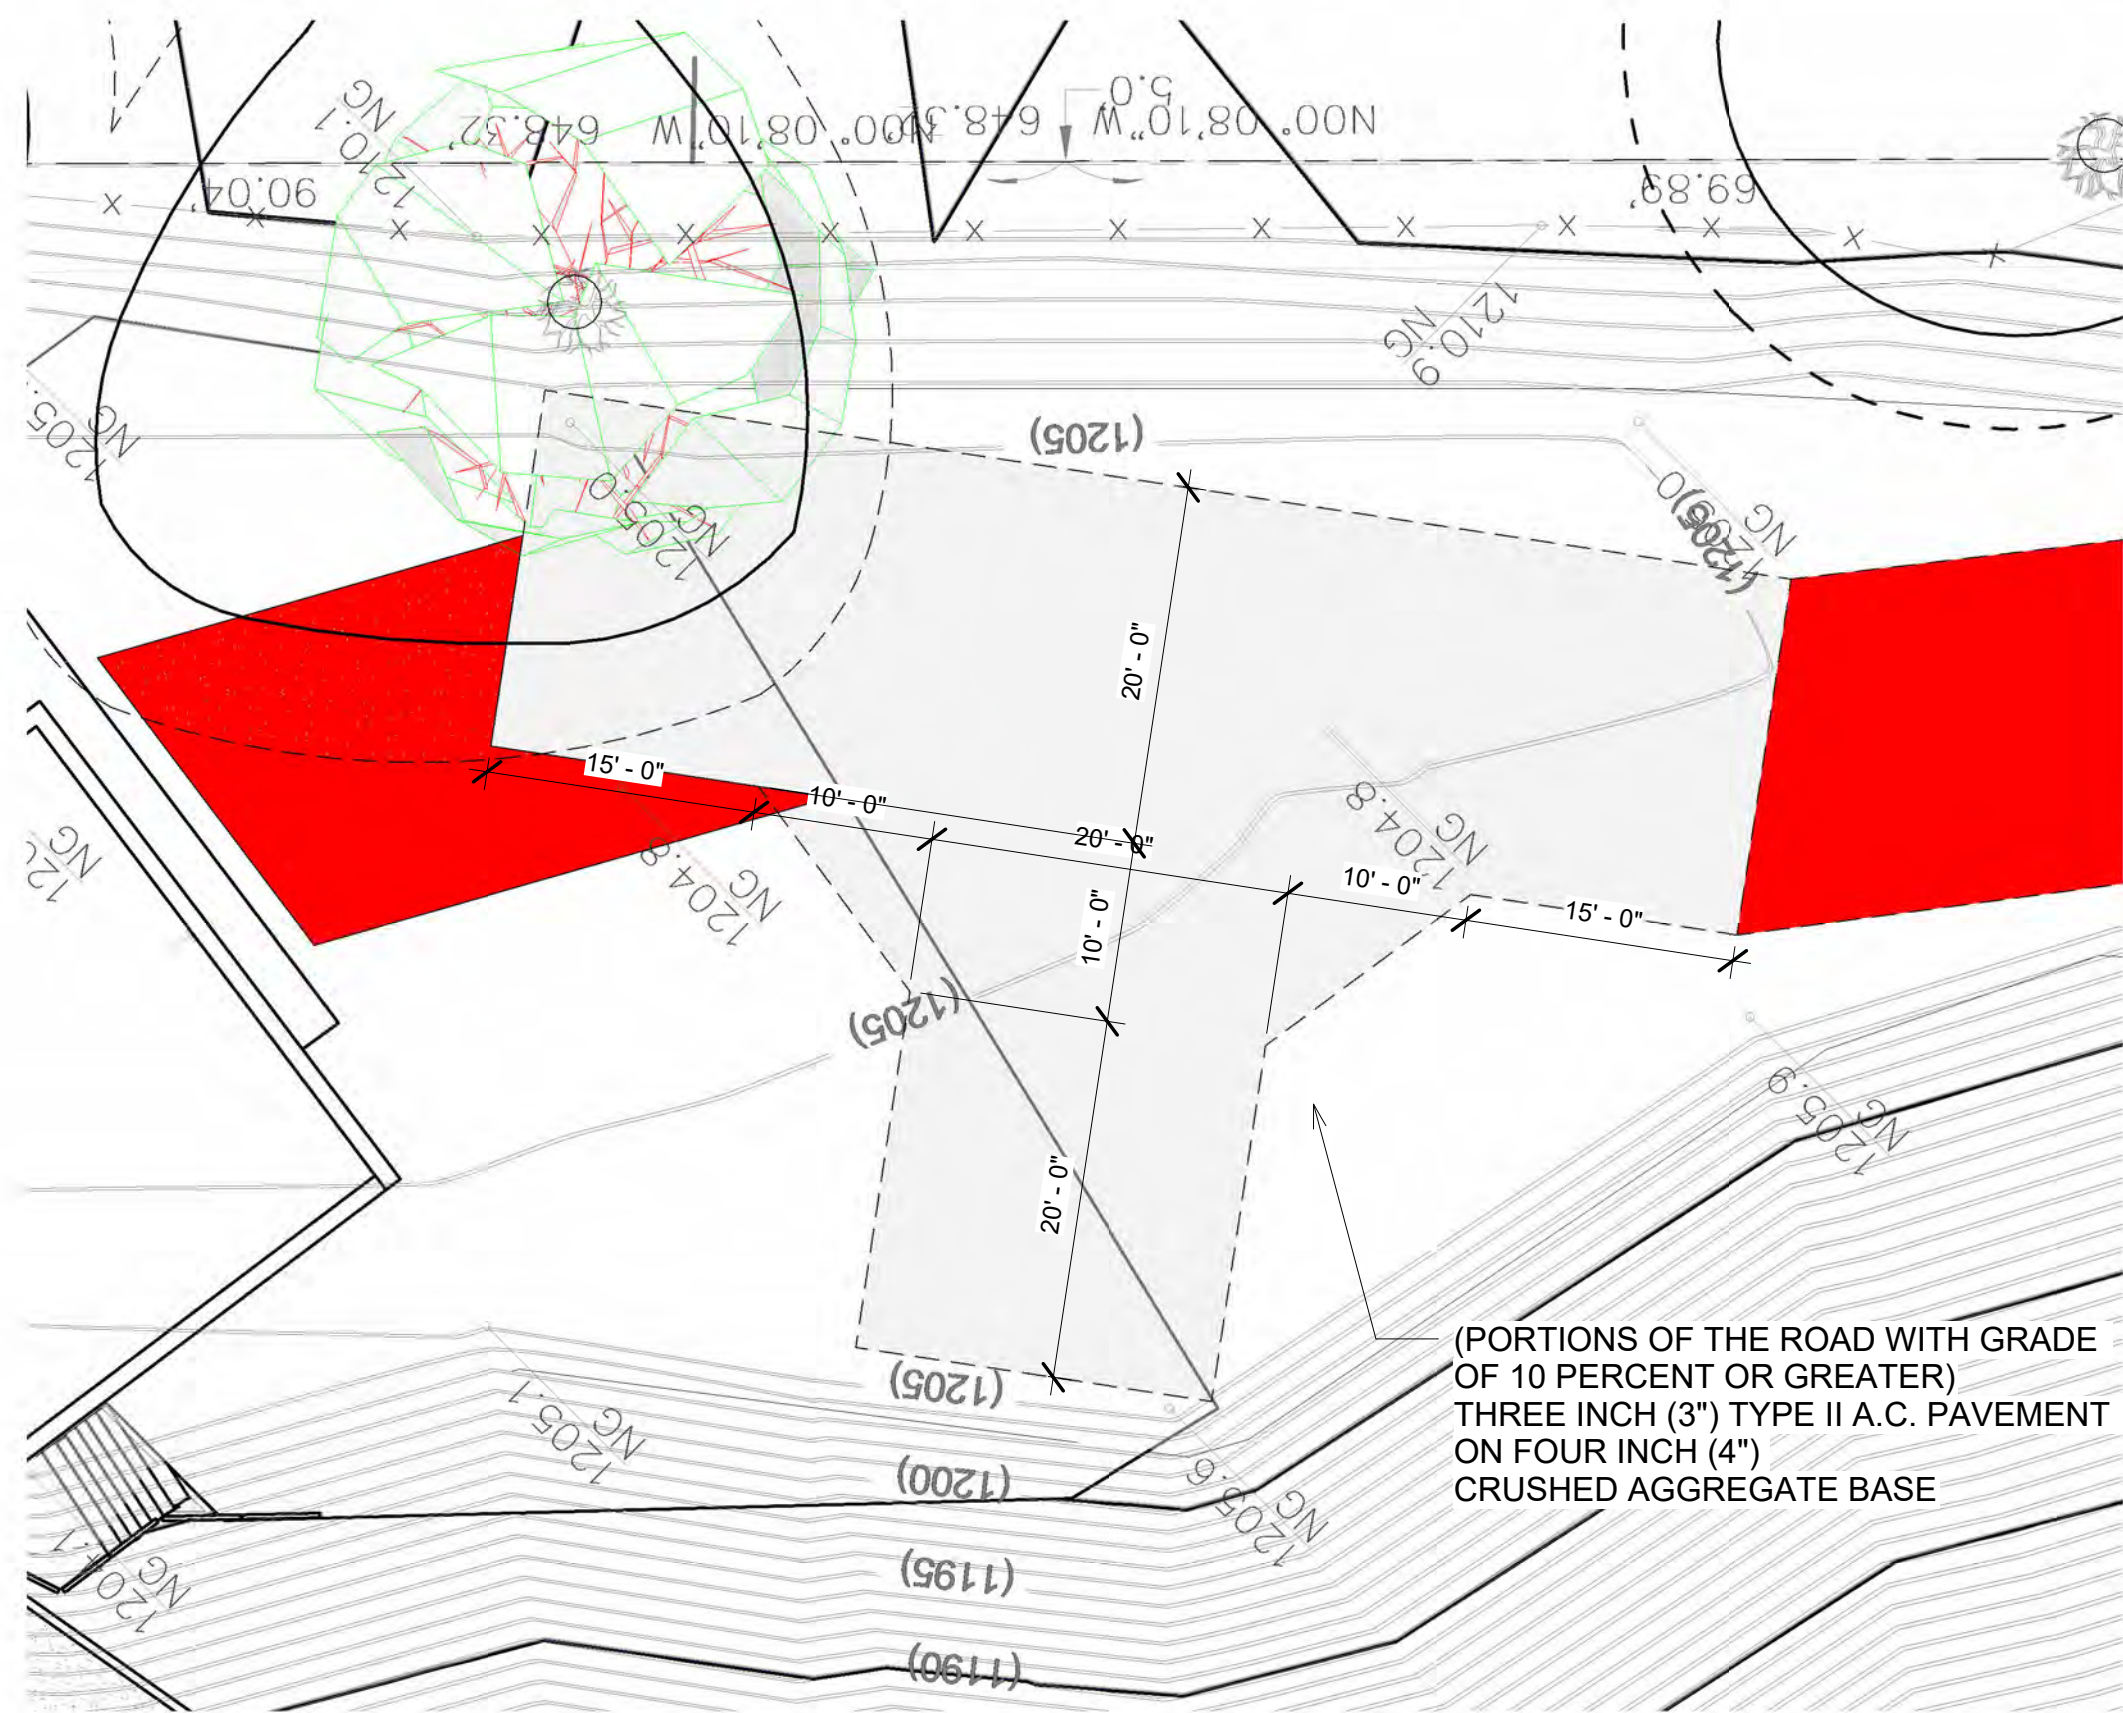 5.0
N00° 08'10"W 648.32'
N00° 08'10"W 648.32'
1210.1
NG
90.04'
69.89'
1210.9
NG
(1205)
1205.
NG
1205.0
NG
(1205)
NG
20' - 0"
15' - 0"
10' - 0"
20' - 0"
10' - 0"
15' - 0"
10' - 0"
20' - 0"
1204.8
NG
1204.8
NG
NG
(1205)
1205.9
NG
(PORTIONS OF THE ROAD WITH GRADE
OF 10 PERCENT OR GREATER)
THREE INCH (3") TYPE II A.C. PAVEMENT
ON FOUR INCH (4")
CRUSHED AGGREGATE BASE
(1205)
1205.1
NG
(1200)
1205.6
NG
(1195)
NG
(1190)